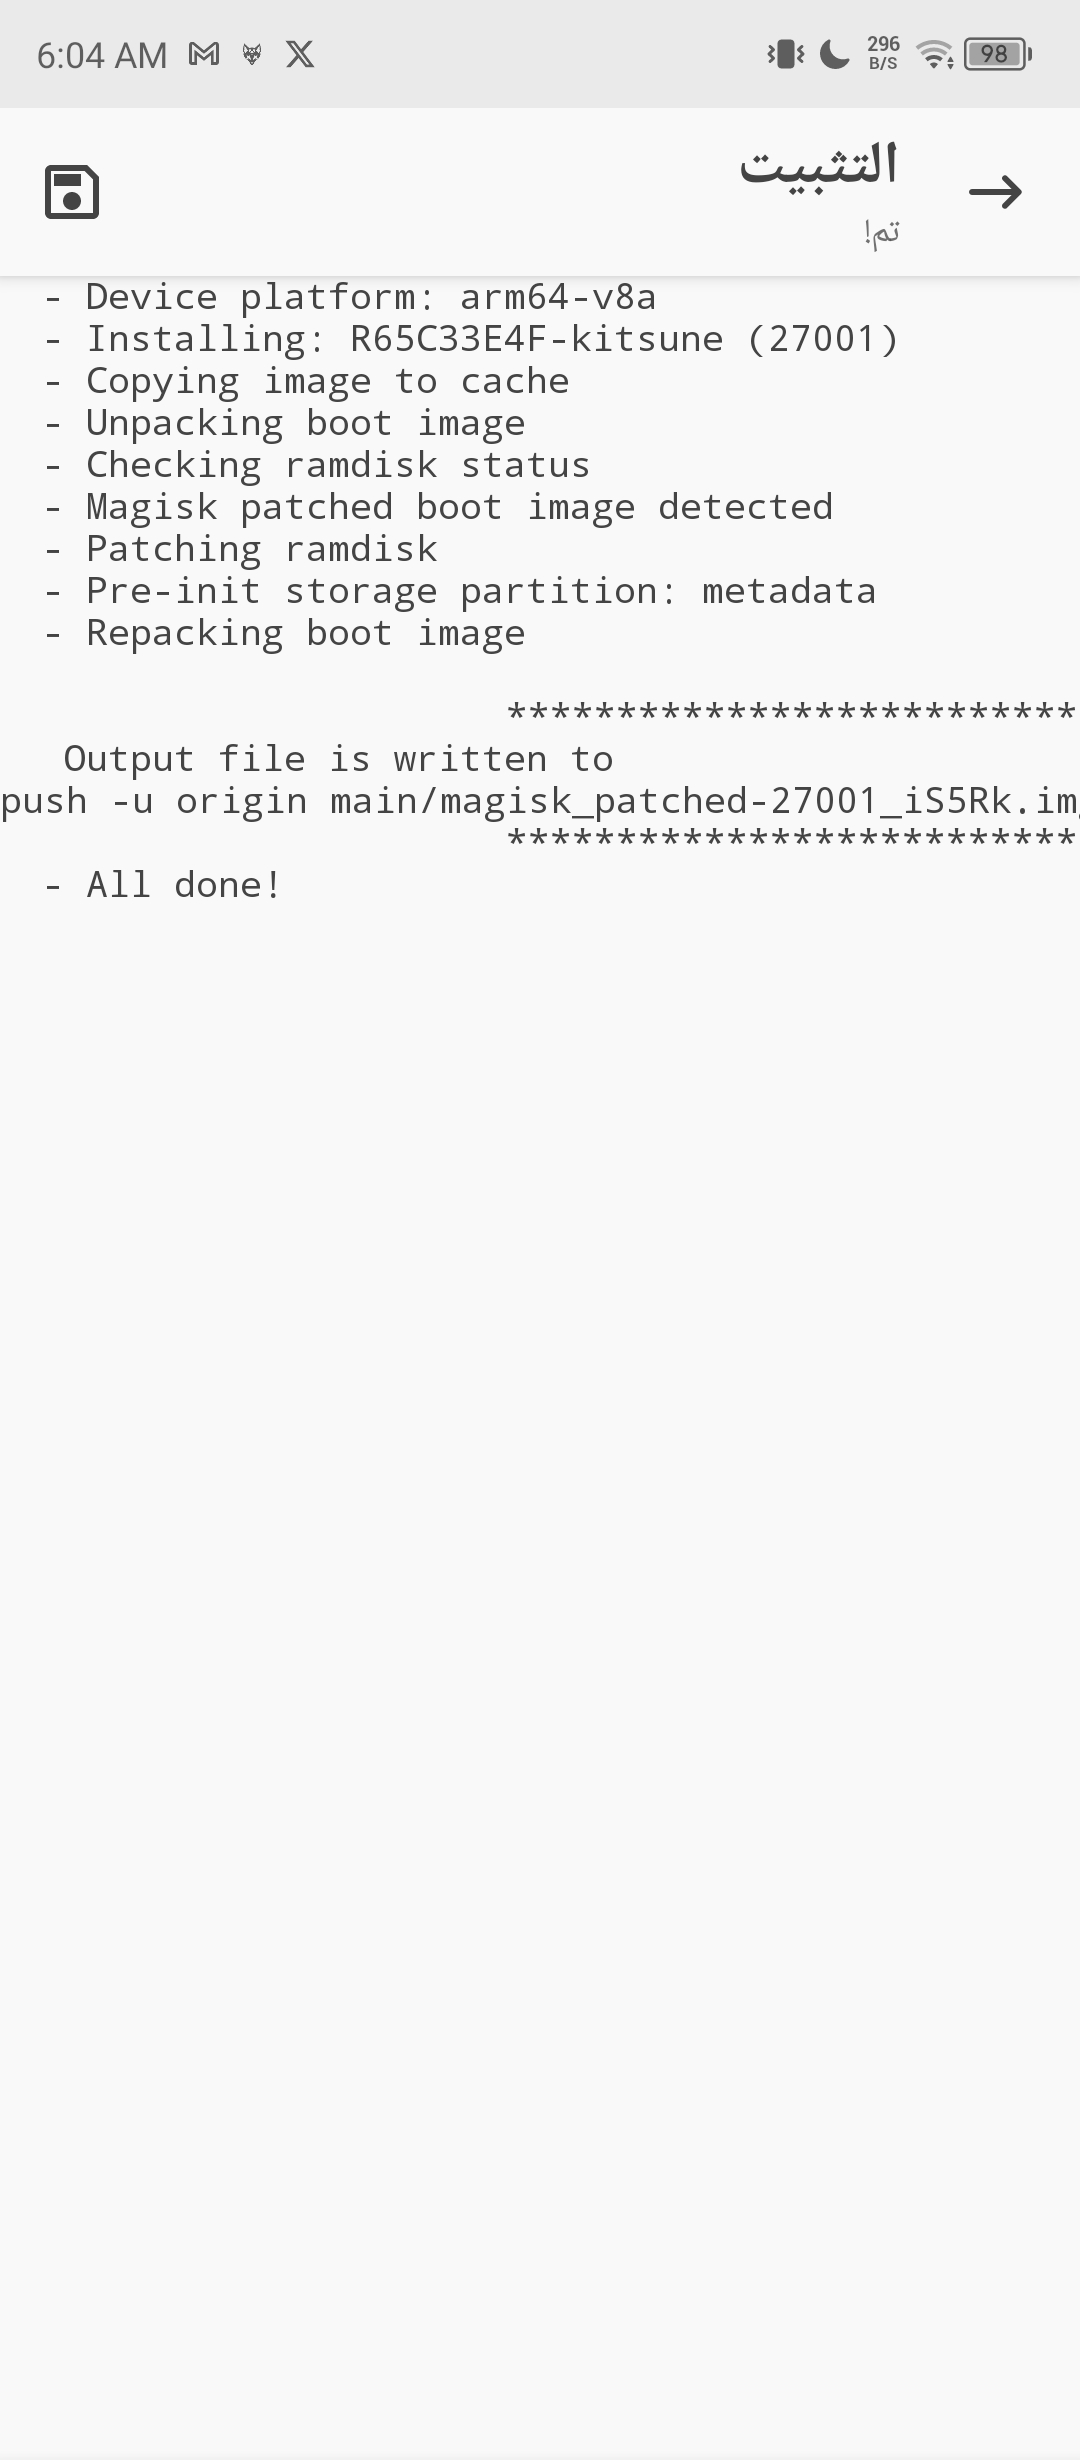 6:04 AM 296 B/S 98
التثبيت
تم!
- Device platform: arm64-v8a
- Installing: R65C33E4F-kitsune (27001)
- Copying image to cache
- Unpacking boot image
- Checking ramdisk status
- Magisk patched boot image detected
- Patching ramdisk
- Pre-init storage partition: metadata
- Repacking boot image
**************************
Output file is written to
push -u origin main/magisk_patched-27001_iS5Rk.img
**************************
- All done!